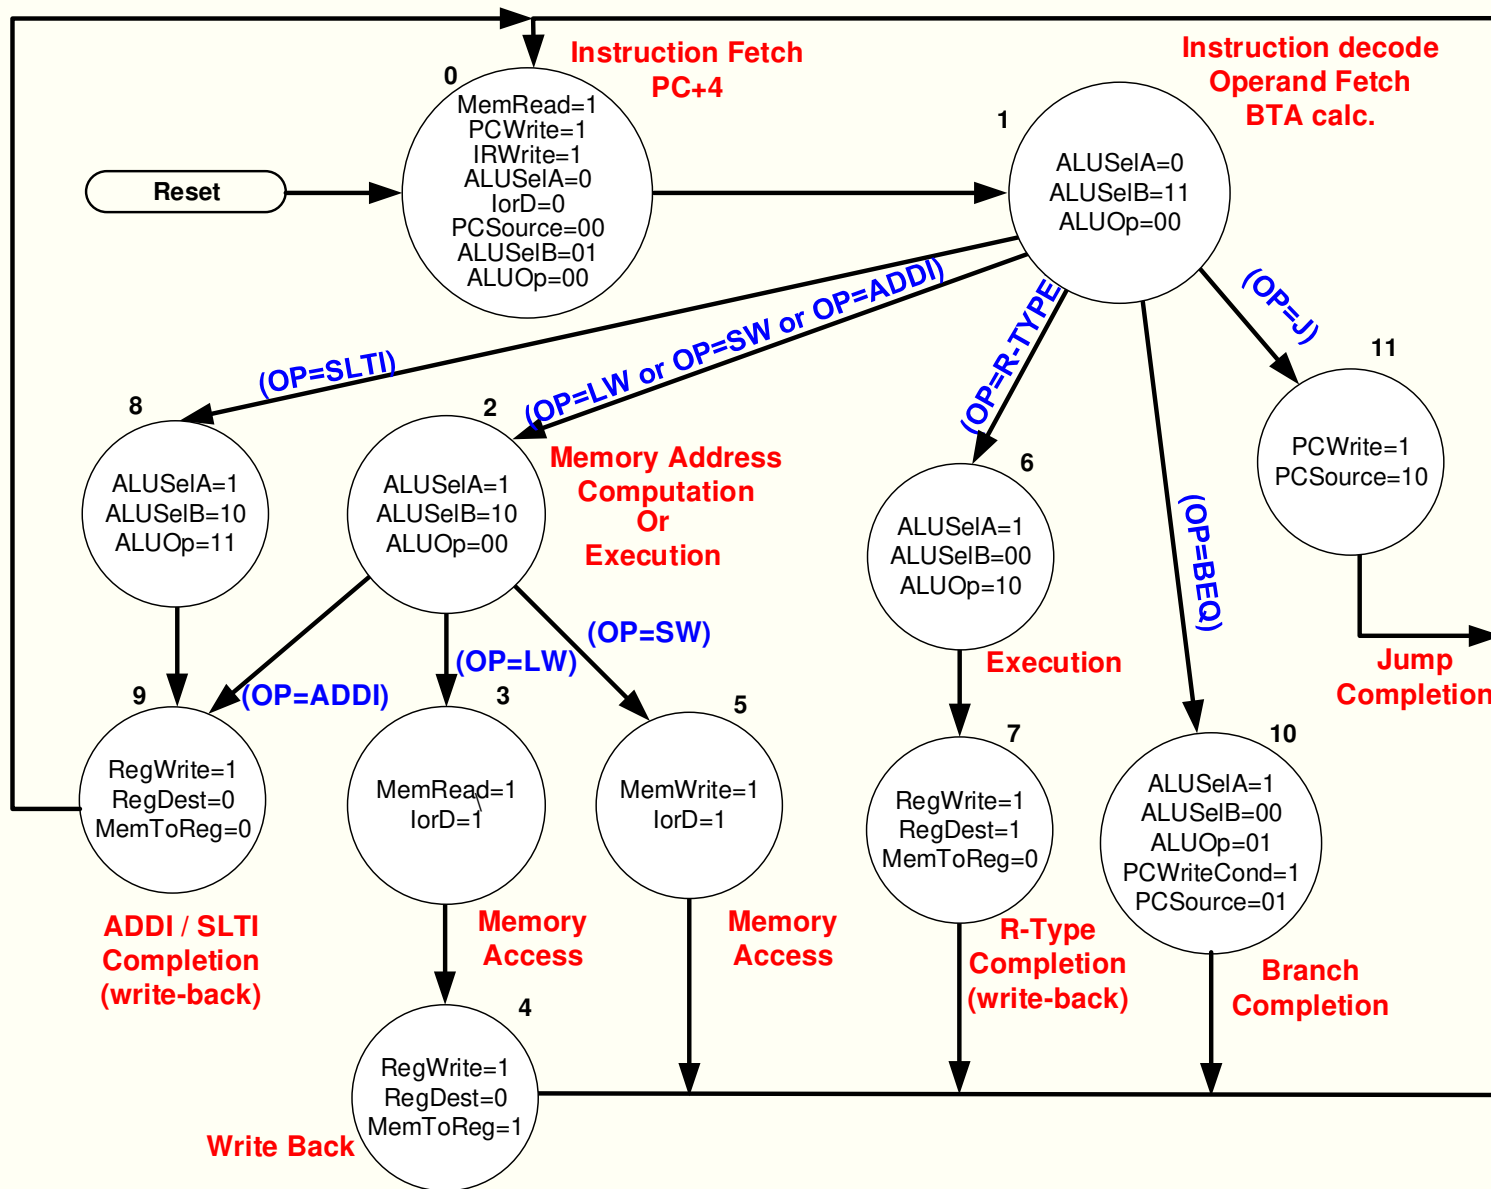 Instruction Fetch
PC+4
Instruction decode
Operand Fetch
BTA calc.
0
MemRead=1
PCWrite=1
IRWrite=1
ALUSelA=0
IorD=0
PCSource=00
ALUSelB=01
ALUOp=00
Reset
1
ALUSelA=0
ALUSelB=11
ALUOp=00
(OP=SLTI)
(OP=LW or OP=SW or OP=ADDI)
(OP=R-TYPE)
(OP=BEQ)
(OP=J)
8
ALUSelA=1
ALUSelB=10
ALUOp=11
2
ALUSelA=1
ALUSelB=10
ALUOp=00
Memory Address
Computation
Or
Execution
6
ALUSelA=1
ALUSelB=00
ALUOp=10
Execution
11
PCWrite=1
PCSource=10
Jump
Completion
(OP=ADDI)
(OP=LW)
(OP=SW)
9
RegWrite=1
RegDest=0
MemToReg=0
ADDI / SLTI
Completion
(write-back)
3
MemRead=1
\
IorD=1
Memory
Access
5
MemWrite=1
IorD=1
Memory
Access
7
RegWrite=1
RegDest=1
MemToReg=0
R-Type
Completion
(write-back)
10
ALUSelA=1
ALUSelB=00
ALUOp=01
PCWriteCond=1
PCSource=01
Branch
Completion
4
RegWrite=1
RegDest=0
MemToReg=1
Write Back